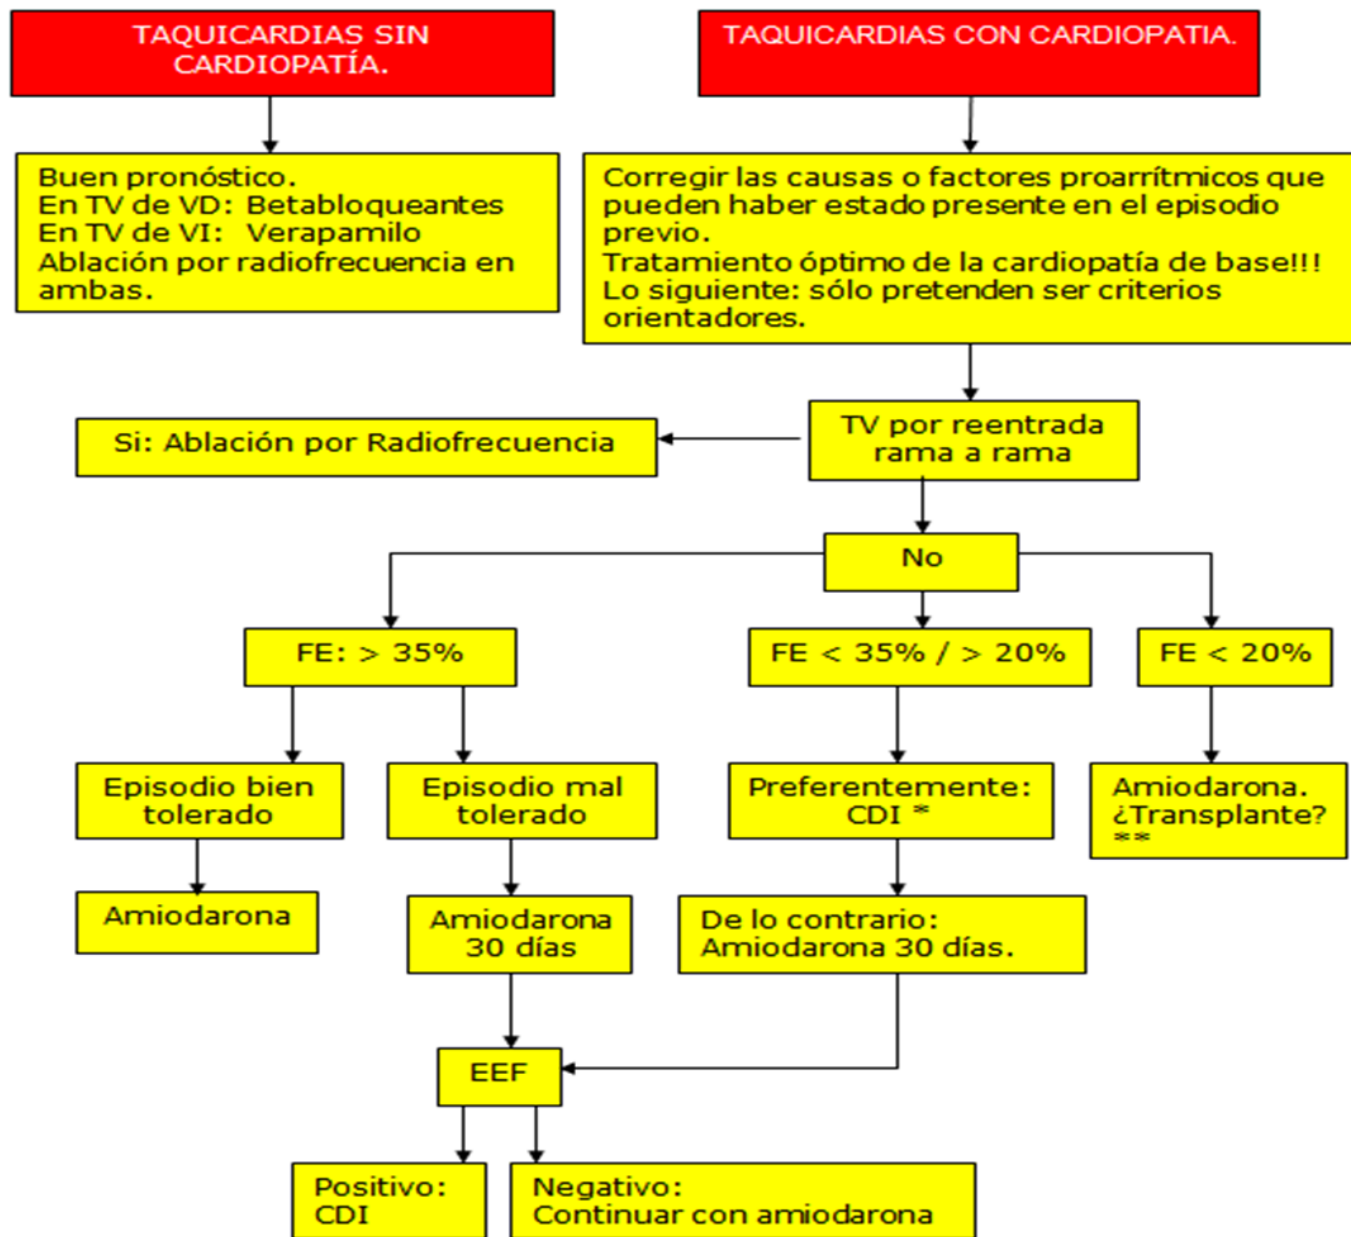 TAQUICARDIAS SIN
CARDIOPATÍA.
TAQUICARDIAS CON CARDIOPATIA.
Buen pronóstico.
En TV de VD: Betabloqueantes
En TV de VI: Verapamilo
Ablación por radiofrecuencia en
ambas.
Corregir las causas o factores proarrítmicos que
pueden haber estado presente en el episodio
previo.
Tratamiento óptimo de la cardiopatía de base!!!
Lo siguiente: sólo pretenden ser criterios
orientadores.
TV por reentrada
rama a rama
Si: Ablación por Radiofrecuencia
No
FE: > 35%
FE < 35% / > 20%
FE < 20%
Episodio bien
tolerado
Episodio mal
tolerado
Preferentemente:
CDI *
Amiodarona.
¿Transplante?
**
Amiodarona
Amiodarona
30 días
De lo contrario:
Amiodarona 30 días.
EEF
Positivo:
CDI
Negativo:
Continuar con amiodarona